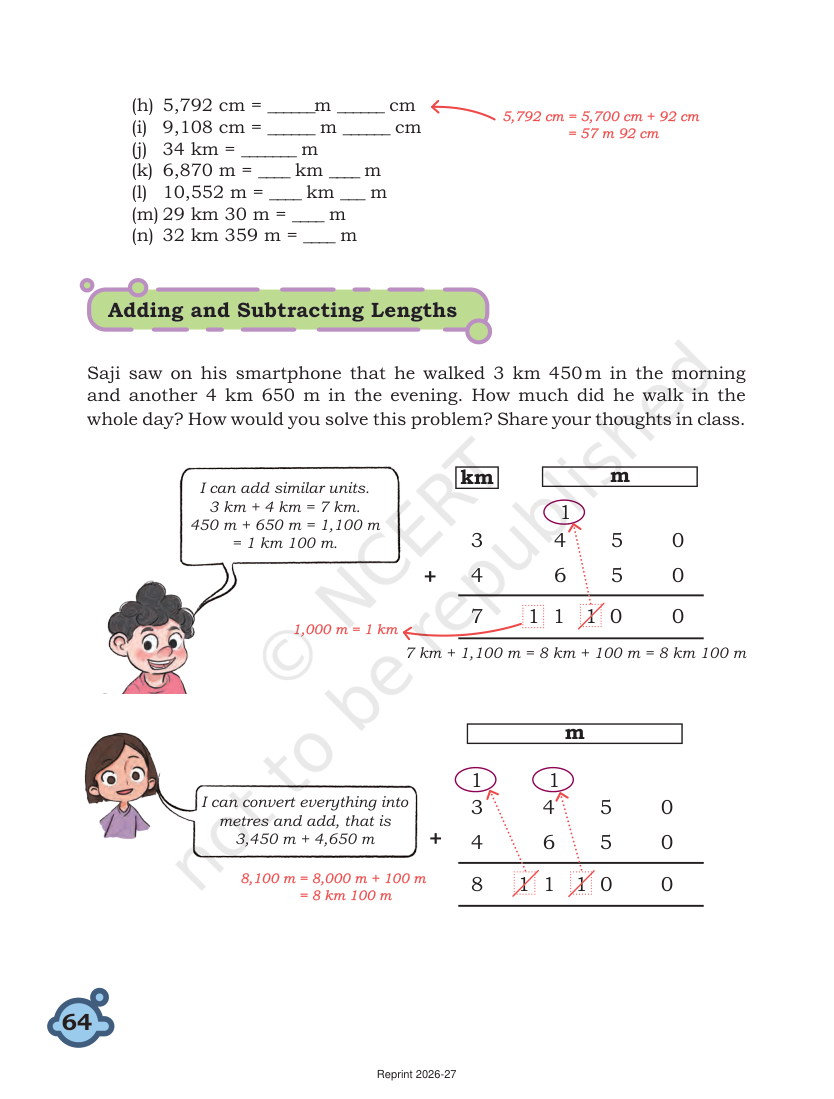 (h) 5,792 cm = ______m ______ cm
5,792 cm = 5,700 cm + 92 cm
= 57 m 92 cm
(i) 9,108 cm = ______ m ______ cm
(j) 34 km = _______ m
(k) 6,870 m = ____ km ____ m
(l) 10,552 m = ____ km ___ m
(m) 29 km 30 m = ____ m
(n) 32 km 359 m = ____ m
Adding and Subtracting Lengths
Saji saw on his smartphone that he walked 3 km 450 m in the morning
and another 4 km 650 m in the evening. How much did he walk in the
whole day? How would you solve this problem? Share your thoughts in class.
I can add similar units.
3 km + 4 km = 7 km.
450 m + 650 m = 1,100 m
= 1 km 100 m.
km m
1
3 4 5 0
+ 4 6 5 0
7 1 1 1 0 0
1,000 m = 1 km
7 km + 1,100 m = 8 km + 100 m = 8 km 100 m
m
1 1
I can convert everything into
metres and add, that is
3,450 m + 4,650 m
3 4 5 0
+ 4 6 5 0
8 1 1 1 0 0
8,100 m = 8,000 m + 100 m
= 8 km 100 m
© NCERT
not to be republished
64
Reprint 2026-27